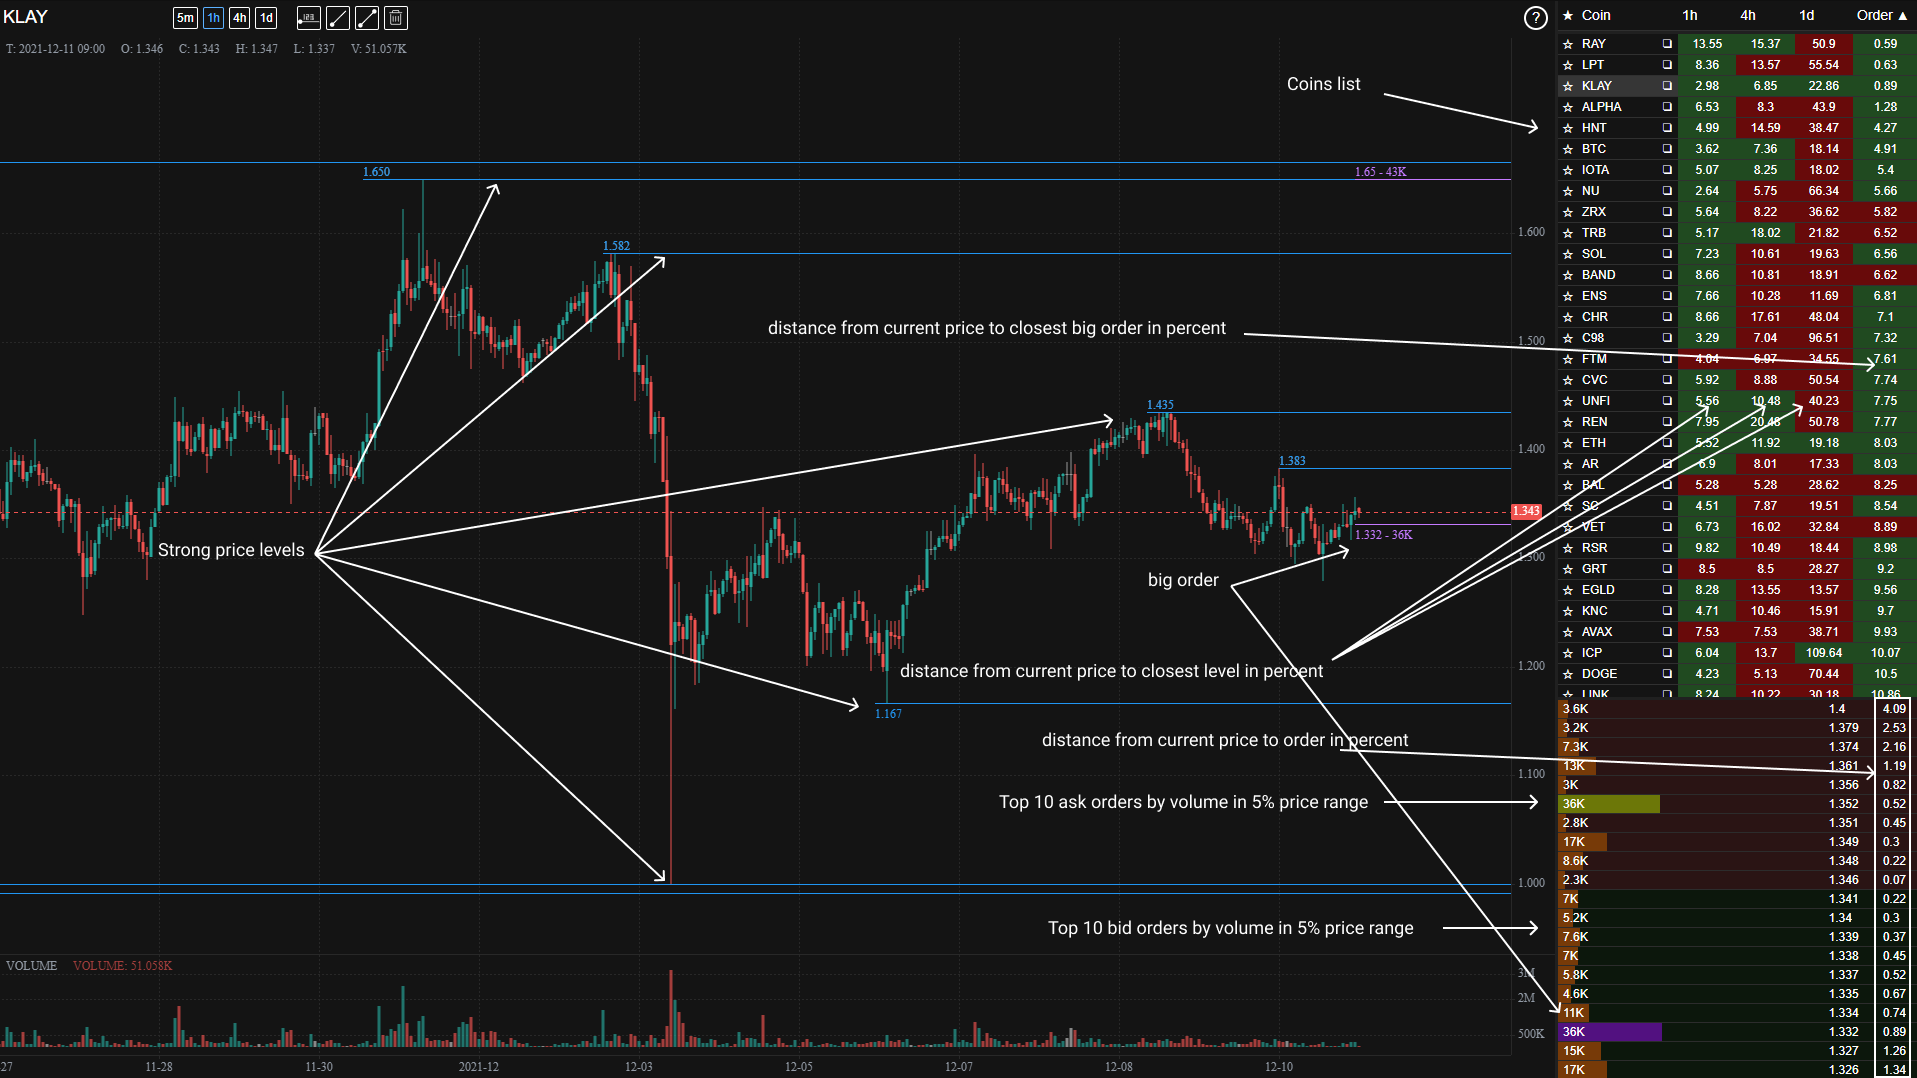 KLAY
5m 1h 4h 1d
T: 2021-12-11 09:00 O: 1.346 C: 1.343 H: 1.347 L: 1.337 V: 51.057K
?
★ Coin 1h 4h 1d Order ▲
RAY 13.55 15.37 50.9 0.59
LPT 8.36 13.57 55.54 0.63
KLAY 2.98 6.85 22.86 0.89
ALPHA 6.53 8.3 43.9 1.28
HNT 4.99 14.59 38.47 4.27
BTC 3.62 7.36 18.14 4.91
IOTA 5.07 8.25 18.02 5.4
NU 2.64 5.75 66.34 5.66
ZRX 5.64 8.22 36.62 5.82
TRB 5.17 18.02 21.82 6.52
SOL 7.23 10.61 19.63 6.56
BAND 8.66 10.81 18.91 6.62
ENS 7.66 10.28 11.69 6.81
CHR 8.66 17.61 48.04 7.1
C98 3.29 7.04 96.51 7.32
FTM 4.04 6.97 34.55 7.61
CVC 5.92 8.88 50.54 7.74
UNFI 5.56 10.48 40.23 7.75
REN 7.95 20.48 50.78 7.77
ETH 5.52 11.92 19.18 8.03
AR 6.9 8.01 17.33 8.03
BAL 5.28 5.28 28.62 8.25
SC 4.51 7.87 19.51 8.54
VET 6.73 16.02 32.84 8.89
RSR 9.82 10.49 18.44 8.98
GRT 8.5 8.5 28.27 9.2
EGLD 8.28 13.55 13.57 9.56
KNC 4.71 10.46 15.91 9.7
AVAX 7.53 7.53 38.71 9.93
ICP 6.04 13.7 109.64 10.07
DOGE 4.23 5.13 70.44 10.5
LINK 8.24 10.22 30.18 10.86
3.6K 1.4 4.09
3.2K 1.379 2.53
7.3K 1.374 2.16
13K 1.361 1.19
3K 1.356 0.82
36K 1.352 0.52
2.8K 1.351 0.45
17K 1.349 0.3
8.6K 1.348 0.22
2.3K 1.346 0.07
7K 1.341 0.22
5.2K 1.34 0.3
7.6K 1.339 0.37
7K 1.338 0.45
5.8K 1.337 0.52
4.6K 1.335 0.67
11K 1.334 0.74
36K 1.332 0.89
15K 1.327 1.26
17K 1.326 1.34
Coins list
1.650
1.65 - 43K
1.582
distance from current price to closest big order in percent
1.435
1.383
1.332 - 36K
Strong price levels
big order
distance from current price to closest level in percent
1.167
distance from current price to order in percent
Top 10 ask orders by volume in 5% price range
Top 10 bid orders by volume in 5% price range
1.600
1.500
1.400
1.343
1.300
1.200
1.100
1.000
VOLUME VOLUME: 51.058K
3M
2M
500K
27 11-28 11-30 2021-12 12-03 12-05 12-07 12-08 12-10